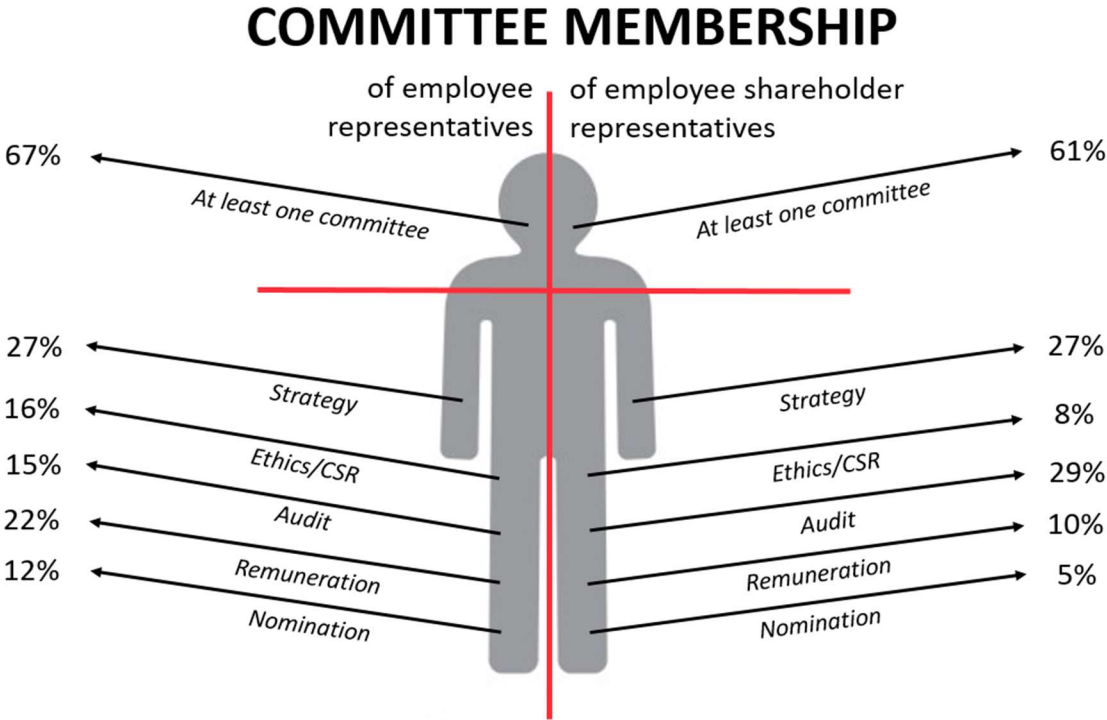 COMMITTEE MEMBERSHIP
of employee
representatives
of employee shareholder
representatives
67%
At least one committee
61%
At least one committee
27%
Strategy
27%
Strategy
16%
Ethics/CSR
8%
Ethics/CSR
15%
Audit
29%
Audit
22%
Remuneration
10%
Remuneration
12%
Nomination
5%
Nomination